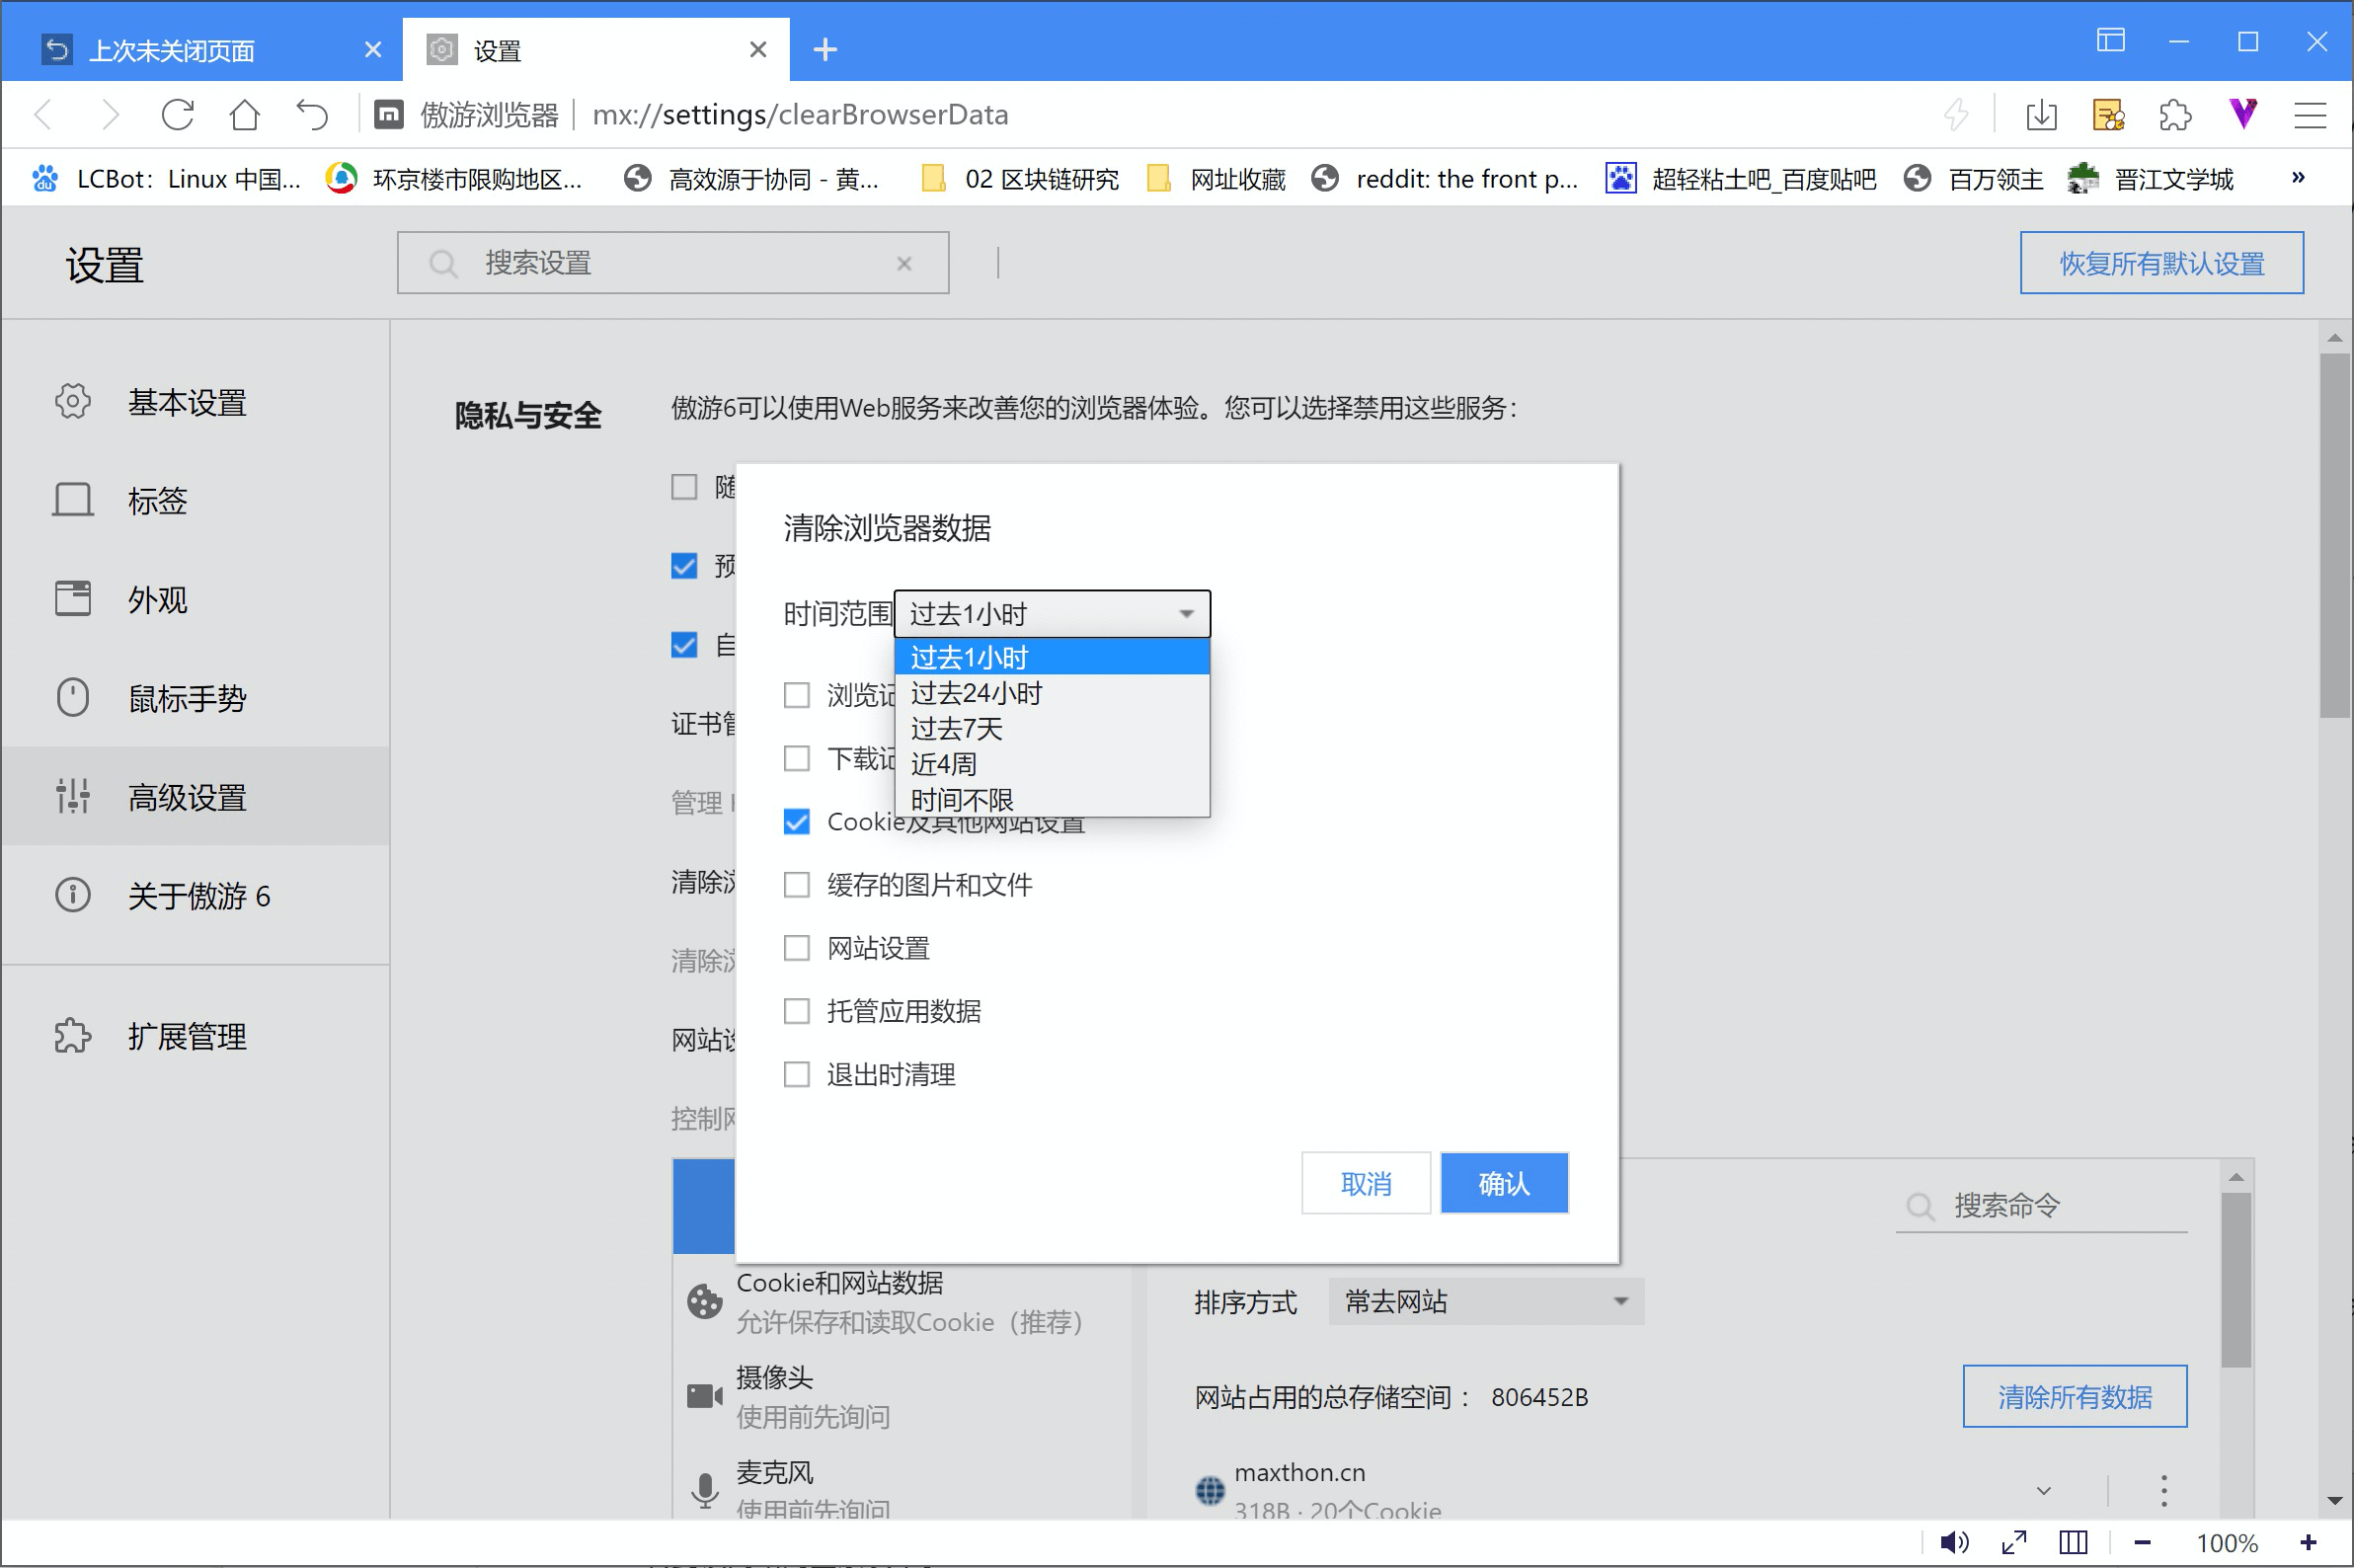 上次未关闭页面
设置
傲游浏览器 | mx://settings/clearBrowserData
LCBot：Linux 中国...
环京楼市限购地区...
高效源于协同 - 黄...
02 区块链研究
网址收藏
reddit: the front p...
超轻粘土吧_百度贴吧
百万领主
晋江文学城
»
设置
搜索设置
恢复所有默认设置
基本设置
标签
外观
鼠标手势
高级设置
关于傲游 6
扩展管理
隐私与安全
傲游6可以使用Web服务来改善您的浏览器体验。您可以选择禁用这些服务：
随
预
自
证书管
管理
清除浏
清除浏
网站设
控制网
清除浏览器数据
时间范围
过去1小时
过去1小时
过去24小时
过去7天
近4周
时间不限
浏览记
下载记
Cookie及其他网站设置
缓存的图片和文件
网站设置
托管应用数据
退出时清理
取消
确认
搜索命令
Cookie和网站数据
允许保存和读取Cookie（推荐）
摄像头
使用前先询问
麦克风
使用前先询问
排序方式
常去网站
网站占用的总存储空间： 806452B
清除所有数据
maxthon.cn
318B · 20个Cookie
100%